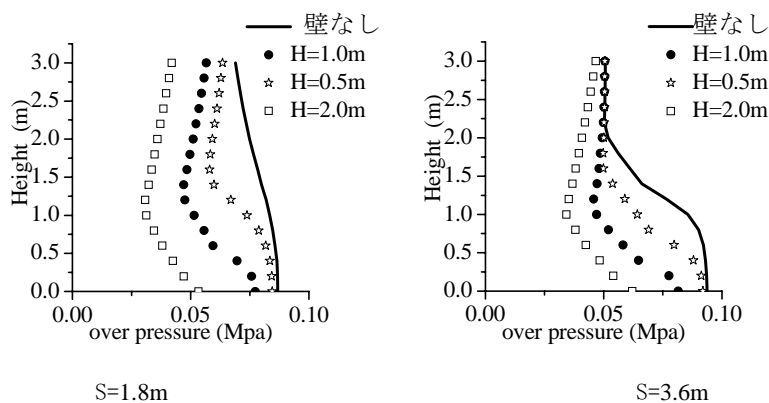 壁なし
H=1.0m
H=0.5m
H=2.0m
3.0
2.5
2.0
1.5
1.0
0.5
0.0
Height (m)
0.00
0.05
0.10
over pressure (Mpa)
S=1.8m
壁なし
H=1.0m
H=0.5m
H=2.0m
3.0
2.5
2.0
1.5
1.0
0.5
0.0
Height (m)
0.00
0.05
0.10
over pressure (Mpa)
S=3.6m